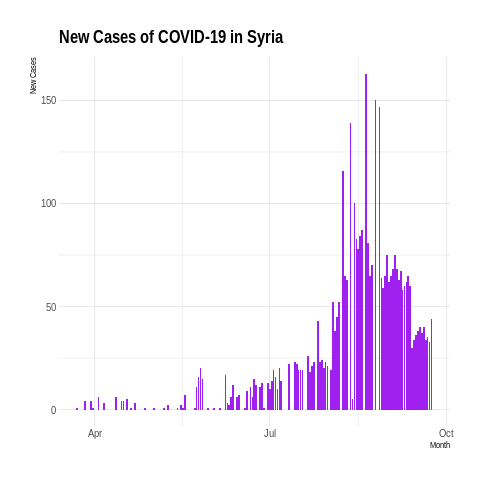 New Cases of COVID-19 in Syria
New Cases
150
100
50
0
Apr
Jul
Oct
Month